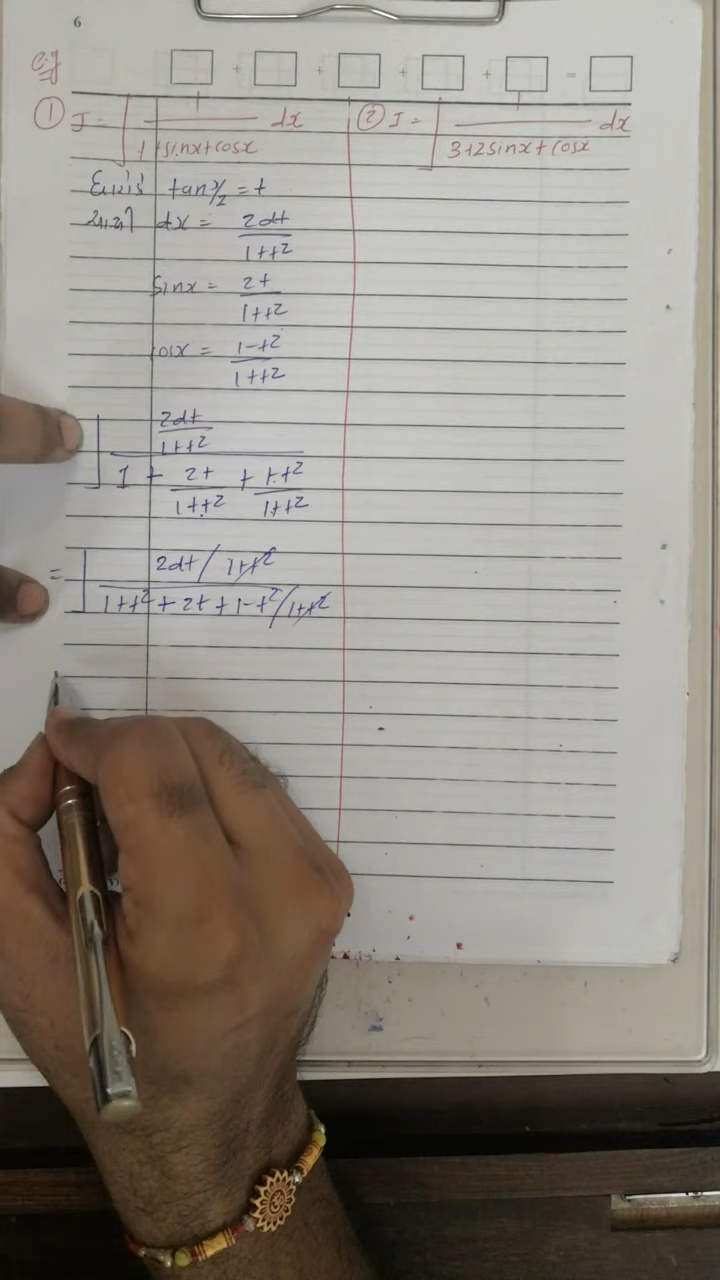 6
e.g
+ + + + =
① I = ∫ 1 / 1+sinx+cosx dx
ધારો કે tan x/2 = t
dx = 2dt / 1+t²
sinx = 2t / 1+t²
cosx = 1-t² / 1+t²
∫ 2dt / 1+t² / 1 + 2t / 1+t² + 1-t² / 1+t²
= ∫ 2dt / 1+t² / 1+t² + 2t + 1-t² / 1+t²
② I = ∫ 1 / 3+2sinx+cosx dx